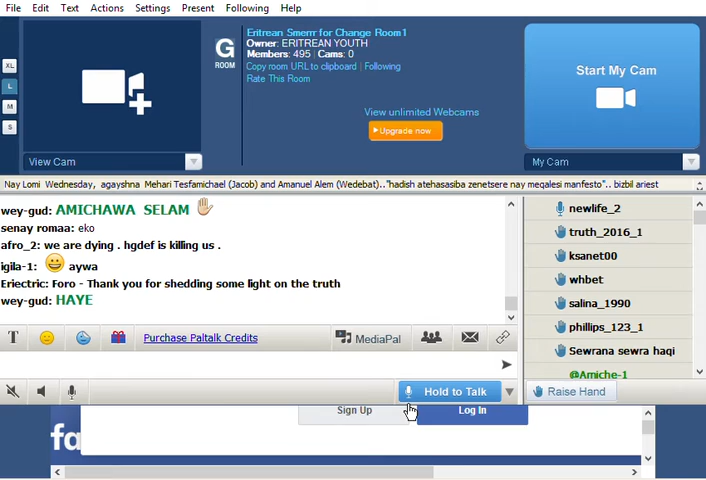 File Edit Text Actions Settings Present Following Help
XL
L
M
S
View Cam
G
ROOM
Eritrean Smerrr for Change Room1
Owner: ERITREAN YOUTH
Members: 495 | Cams: 0
Copy room URL to clipboard | Following
Rate This Room
View unlimited Webcams
Upgrade now
Start My Cam
My Cam
Nay Lomi Wednesday, agayshna Mehari Tesfamichael (Jacob) and Amanuel Alem (Wedebat).."hadish atehasasiba zenetsere nay meqalesi manfesto".. bizbil ariest
wey-gud: AMICHAWA SELAM
senay romaa: eko
afro_2: we are dying . hgdef is killing us .
igila-1: aywa
Eriectric: Foro - Thank you for shedding some light on the truth
wey-gud: HAYE
newlife_2
truth_2016_1
ksanet00
whbet
salina_1990
phillips_123_1
Sewrana sewra haqi
@Amiche-1
T
Purchase Paltalk Credits
MediaPal
Hold to Talk
Raise Hand
Sign Up
Log In
fa